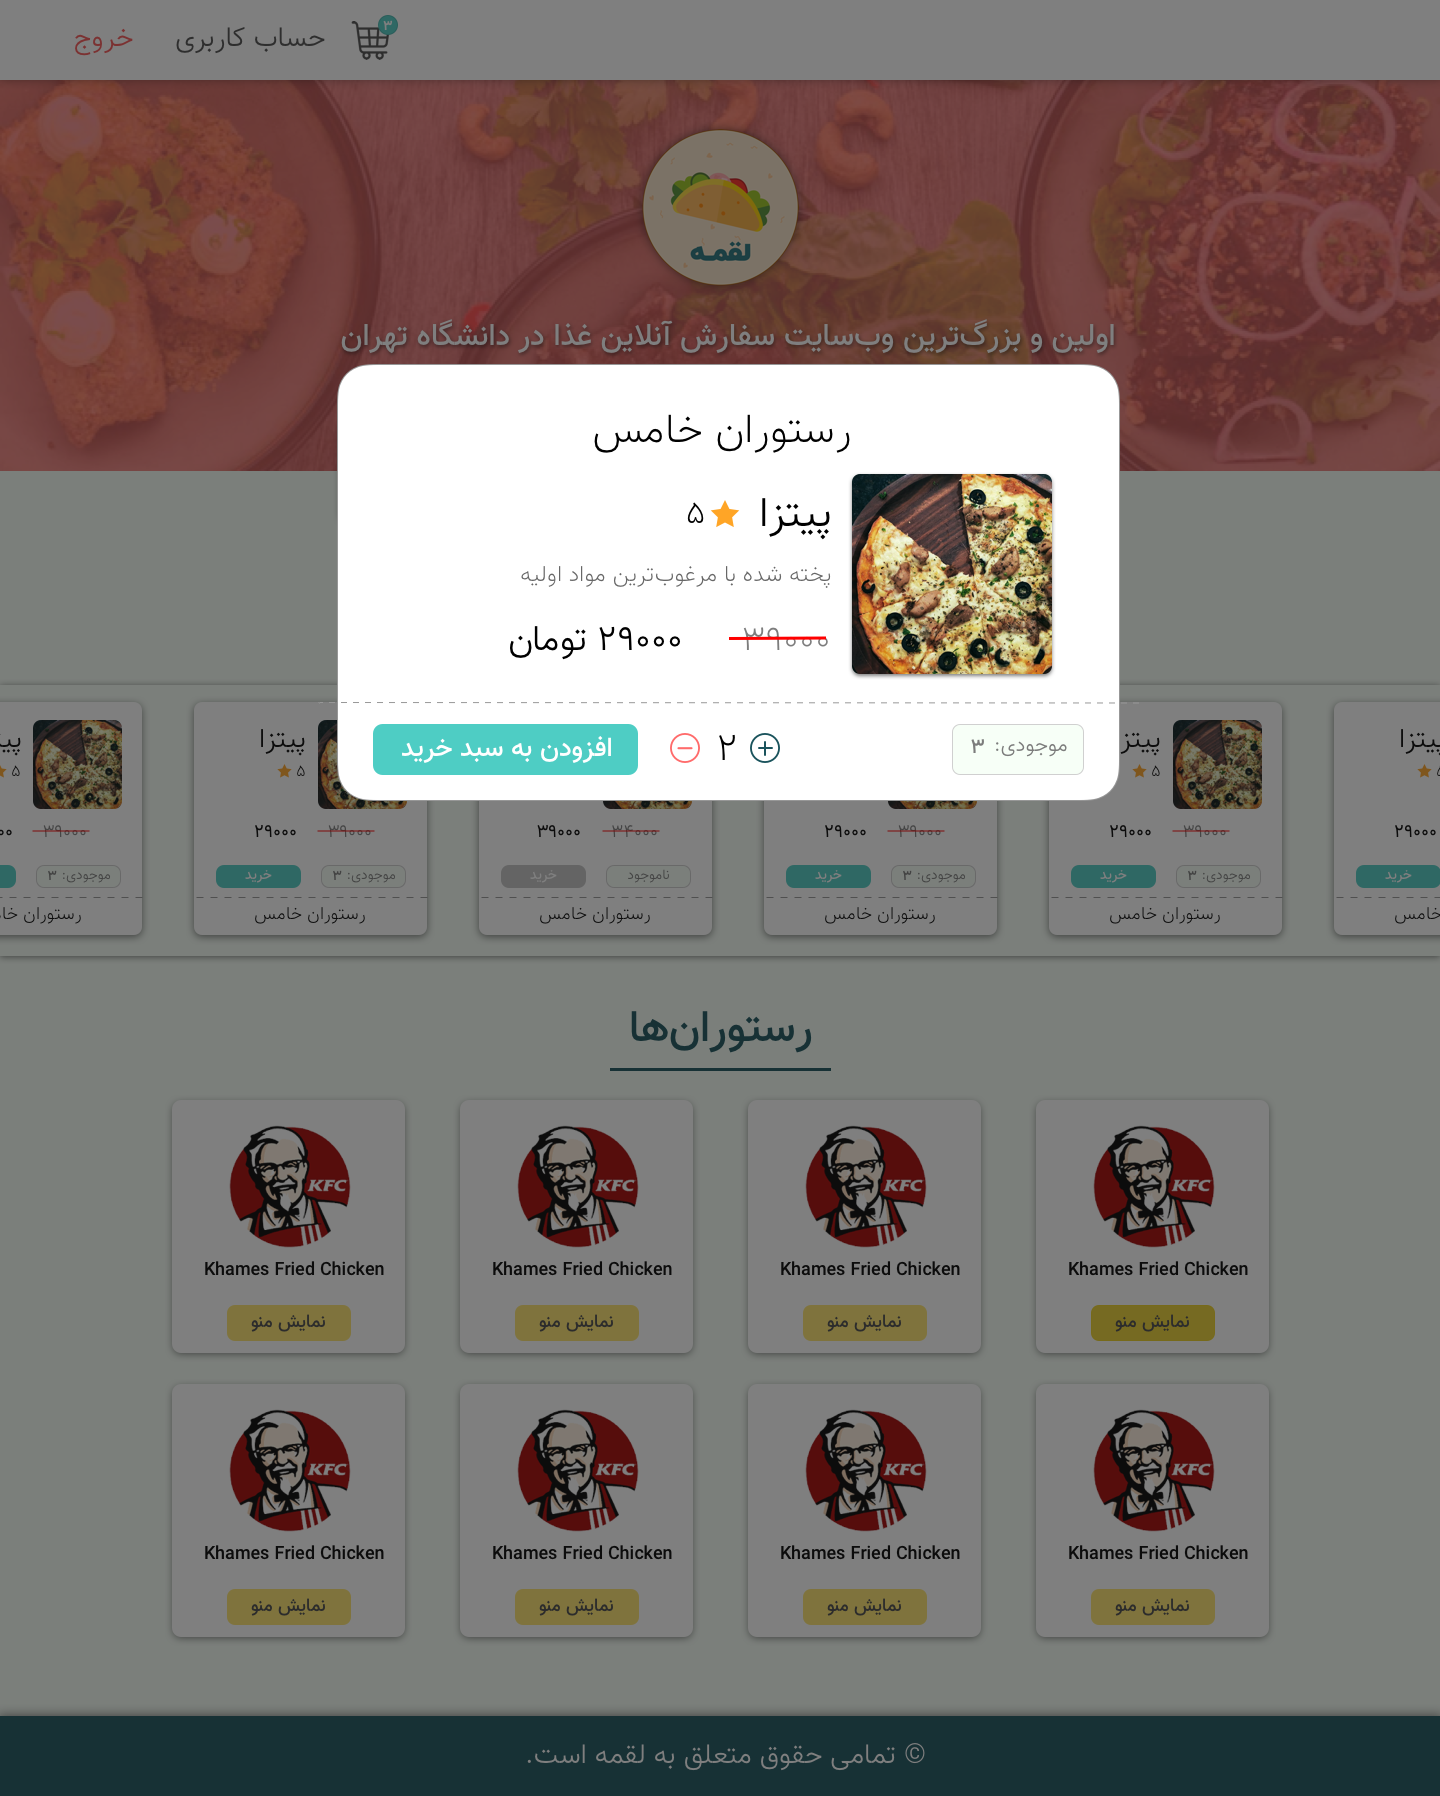 ۳
حساب کاربری
خروج
لقمه
اولین و بزرگ‌ترین وب‌سایت سفارش آنلاین غذا در دانشگاه تهران
رستوران خامس
پیتزا ۵
پخته شده با مرغوب‌ترین مواد اولیه
۳۹۰۰۰ ۲۹۰۰۰ تومان
موجودی: ۳
۲
افزودن به سبد خرید
پیتزا
۲۹۰۰۰
خرید
خامس
پیتزا
۵
۳۹۰۰۰ ۲۹۰۰۰
موجودی: ۳ خرید
رستوران خامس
۳۹۰۰۰ ۲۹۰۰۰
موجودی: ۳ خرید
رستوران خامس
۳۴۰۰۰ ۳۹۰۰۰
ناموجود خرید
رستوران خامس
پیتزا
۵
۳۹۰۰۰ ۲۹۰۰۰
موجودی: ۳ خرید
رستوران خامس
۵
۳۹۰۰۰
موجودی: ۳
رستوران
رستوران‌ها
KFC
Khames Fried Chicken
نمایش منو
KFC
Khames Fried Chicken
نمایش منو
KFC
Khames Fried Chicken
نمایش منو
KFC
Khames Fried Chicken
نمایش منو
KFC
Khames Fried Chicken
نمایش منو
KFC
Khames Fried Chicken
نمایش منو
KFC
Khames Fried Chicken
نمایش منو
KFC
Khames Fried Chicken
نمایش منو
© تمامی حقوق متعلق به لقمه است.